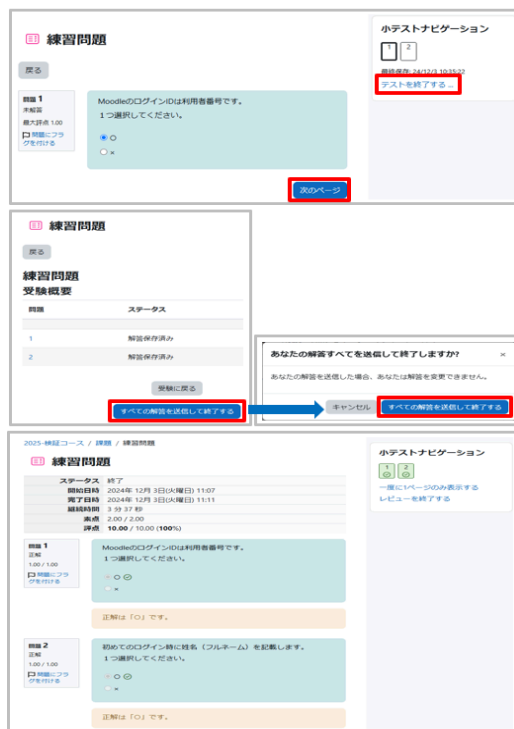 練習問題
戻る
問題 1
未解答
最大評点 1.00
問題にフラグを付ける
MoodleのログインIDは利用者番号です。
1つ選択してください。
○
×
次のページ
小テストナビゲーション
1 2
最終保存: 24/12/3 10:35:22
テストを終了する ...
練習問題
戻る
練習問題
受験概要
問題 ステータス
1 解答保存済み
2 解答保存済み
受験に戻る
すべての解答を送信して終了する
あなたの解答すべてを送信して終了しますか? ×
あなたの解答を送信した場合、あなたは解答を変更できません。
キャンセル すべての解答を送信して終了する
2025-検証コース / 課題 / 練習問題
練習問題
ステータス 終了
開始日時 2024年 12月 3日(火曜日) 11:07
完了日時 2024年 12月 3日(火曜日) 11:11
継続時間 3 分 37 秒
素点 2.00 / 2.00
評点 10.00 / 10.00 (100%)
問題 1
正解
1.00 / 1.00
問題にフラグを付ける
MoodleのログインIDは利用者番号です。
1つ選択してください。
○
×
正解は「○」です。
問題 2
正解
1.00 / 1.00
問題にフラグを付ける
初めてのログイン時に姓名（フルネーム）を記載します。
1つ選択してください。
○
×
正解は「○」です。
小テストナビゲーション
1 2
一度に1ページのみ表示する
レビューを終了する